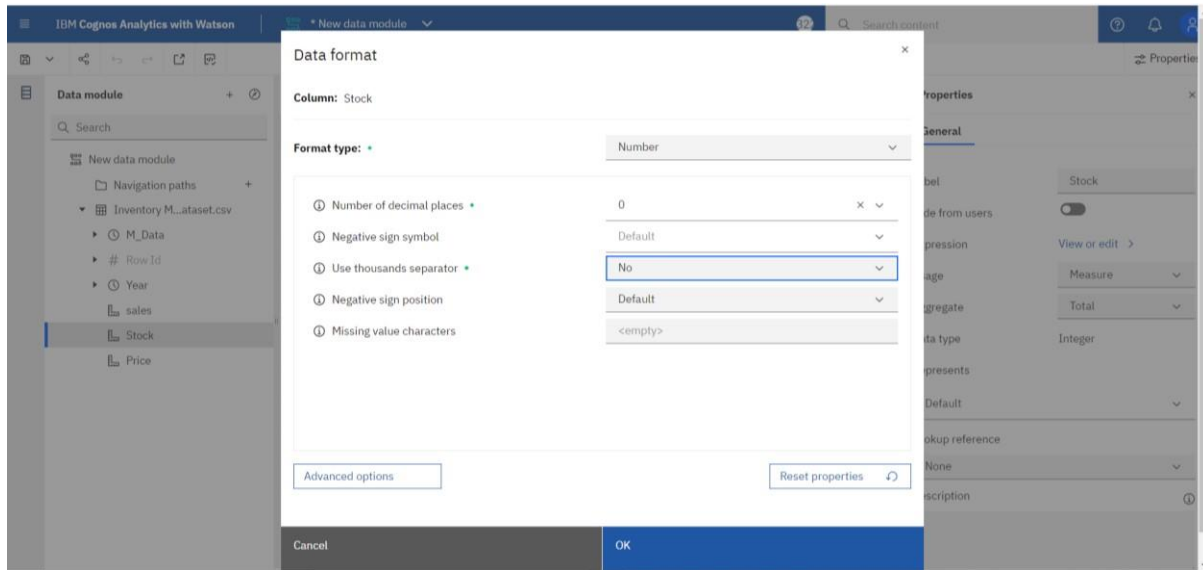 IBM Cognos Analytics with Watson
* New data module
Search content
Propertie
Data module
Search
New data module
Navigation paths
Inventory M...ataset.csv
M_Data
# Row Id
Year
sales
Stock
Price
Data format
Column: Stock
Format type:
Number
Number of decimal places
0
Negative sign symbol
Default
Use thousands separator
No
Negative sign position
Default
Missing value characters
<empty>
Advanced options
Reset properties
Cancel
OK
roperties
General
bel
Stock
de from users
pression
View or edit >
age
Measure
gregate
Total
ta type
Integer
presents
Default
okup reference
None
scription